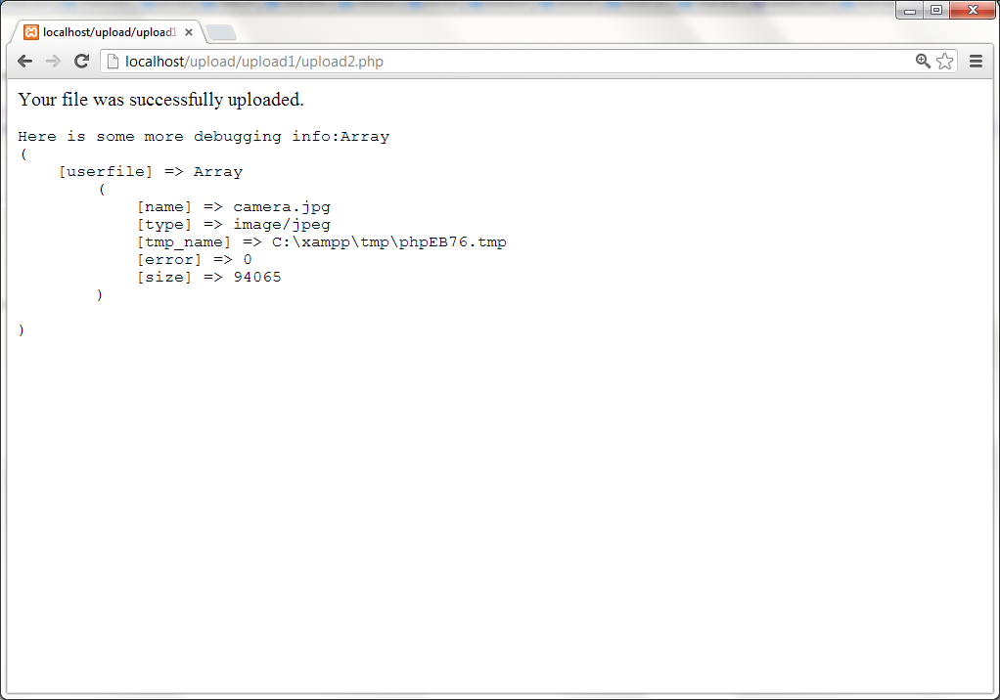 localhost/upload/upload1
localhost/upload/upload1/upload2.php
Your file was successfully uploaded.
Here is some more debugging info:Array
(
    [userfile] => Array
        (
            [name] => camera.jpg
            [type] => image/jpeg
            [tmp_name] => C:\xampp\tmp\phpEB76.tmp
            [error] => 0
            [size] => 94065
        )
)